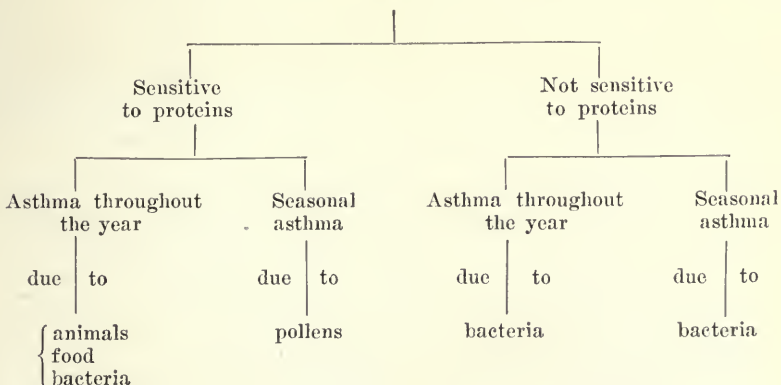 Sensitive
to proteins
Not sensitive
to proteins
Asthma throughout
the year
Seasonal
asthma
Asthma throughout
the year
Seasonal
asthma
due to
due to
due to
due to
animals
food
bacteria
pollens
bacteria
bacteria